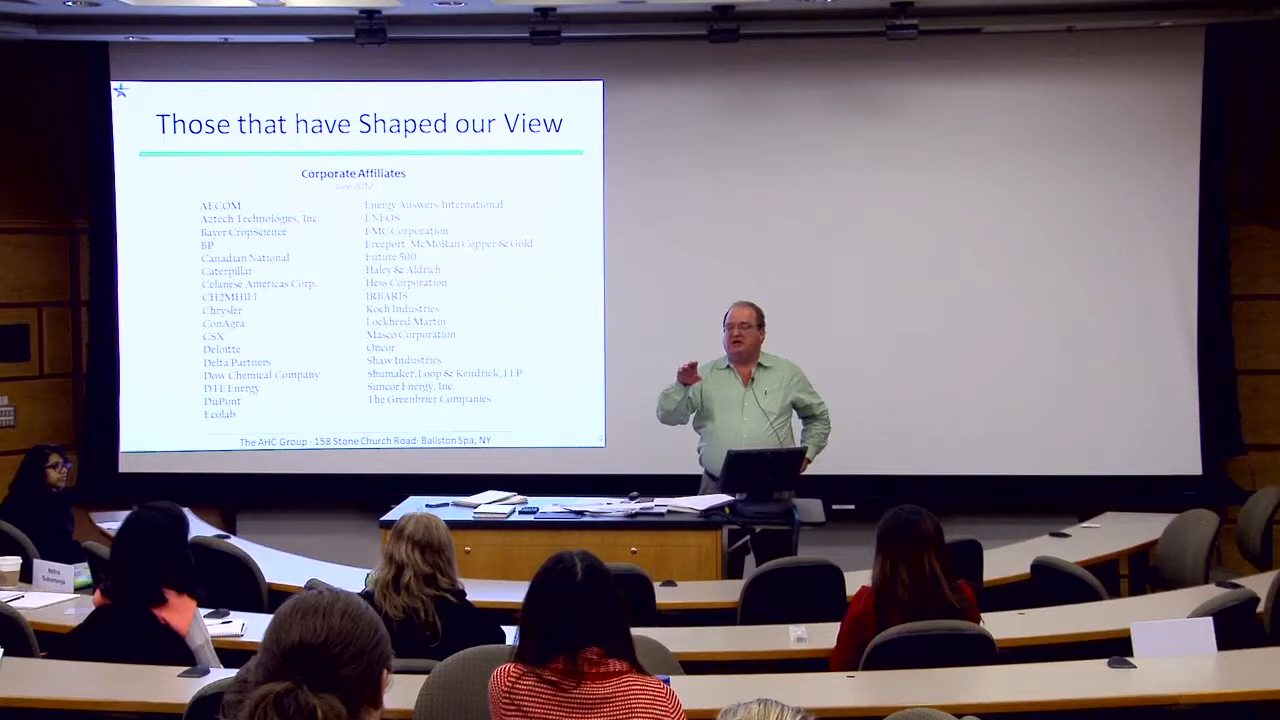 Those that have Shaped our View
Corporate Affiliates
June 2012
AECOM
Aztech Technologies, Inc.
Bayer CropScience
BP
Canadian National
Caterpillar
Celanese Americas Corp.
CH2MHILL
Chrysler
ConAgra
CSX
Deloitte
Delta Partners
Dow Chemical Company
DTE Energy
DuPont
Ecolab
Energy Answers International
ENFOS
FMC Corporation
Freeport McMoRan Copper & Gold
Future 500
Haley & Aldrich
Hess Corporation
IRBARIS
Koch Industries
Lockheed Martin
Masco Corporation
Oncor
Shaw Industries
Shumaker, Loop & Kendrick, LLP
Suncor Energy, Inc.
The Greenbrier Companies
The AHC Group - 158 Stone Church Road- Ballston Spa, NY